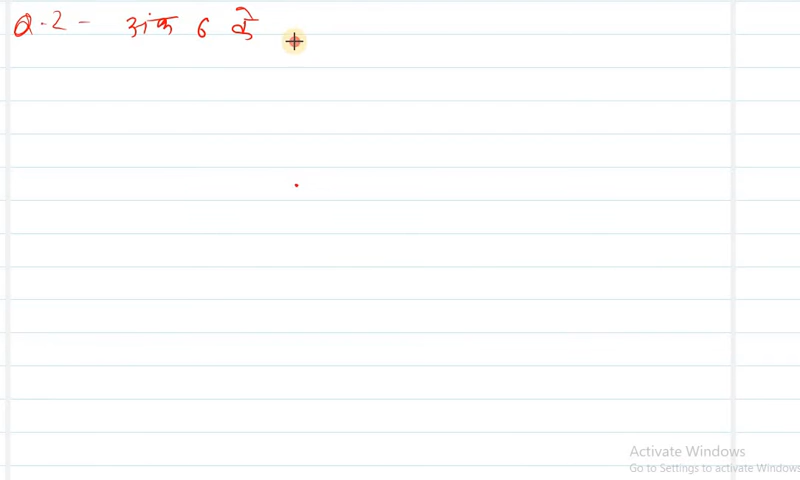 Q.2- अंक 6 के
Activate Windows
Go to Settings to activate Windows